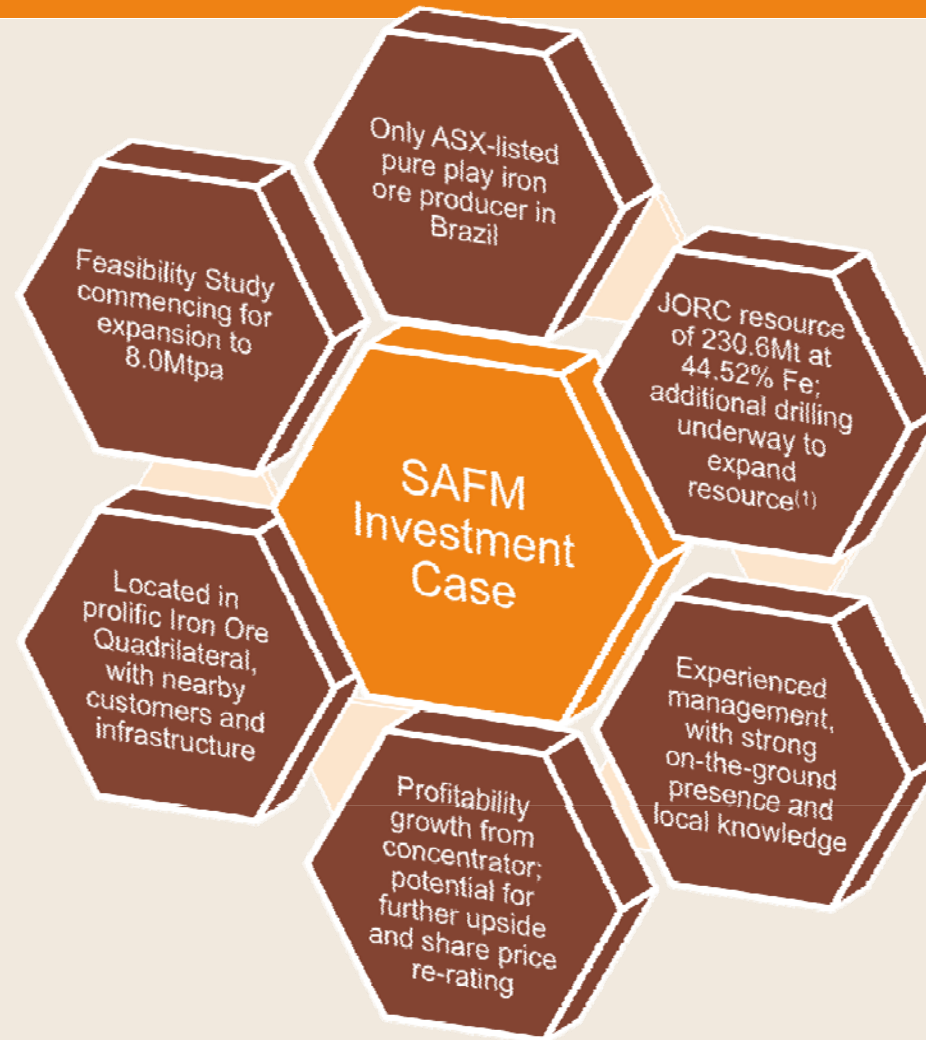 Only ASX-listed
pure play iron
ore producer in
Brazil
JORC resource
of 230.6Mt at
44.52% Fe;
additional drilling
underway to
expand
resource(1)
Experienced
management,
with strong
on-the-ground
presence and
local knowledge
Profitability
growth from
concentrator;
potential for
further upside
and share price
re-rating
Located in
prolific Iron Ore
Quadrilateral,
with nearby
customers and
infrastructure
Feasibility Study
commencing for
expansion to
8.0Mtpa
SAFM
Investment
Case